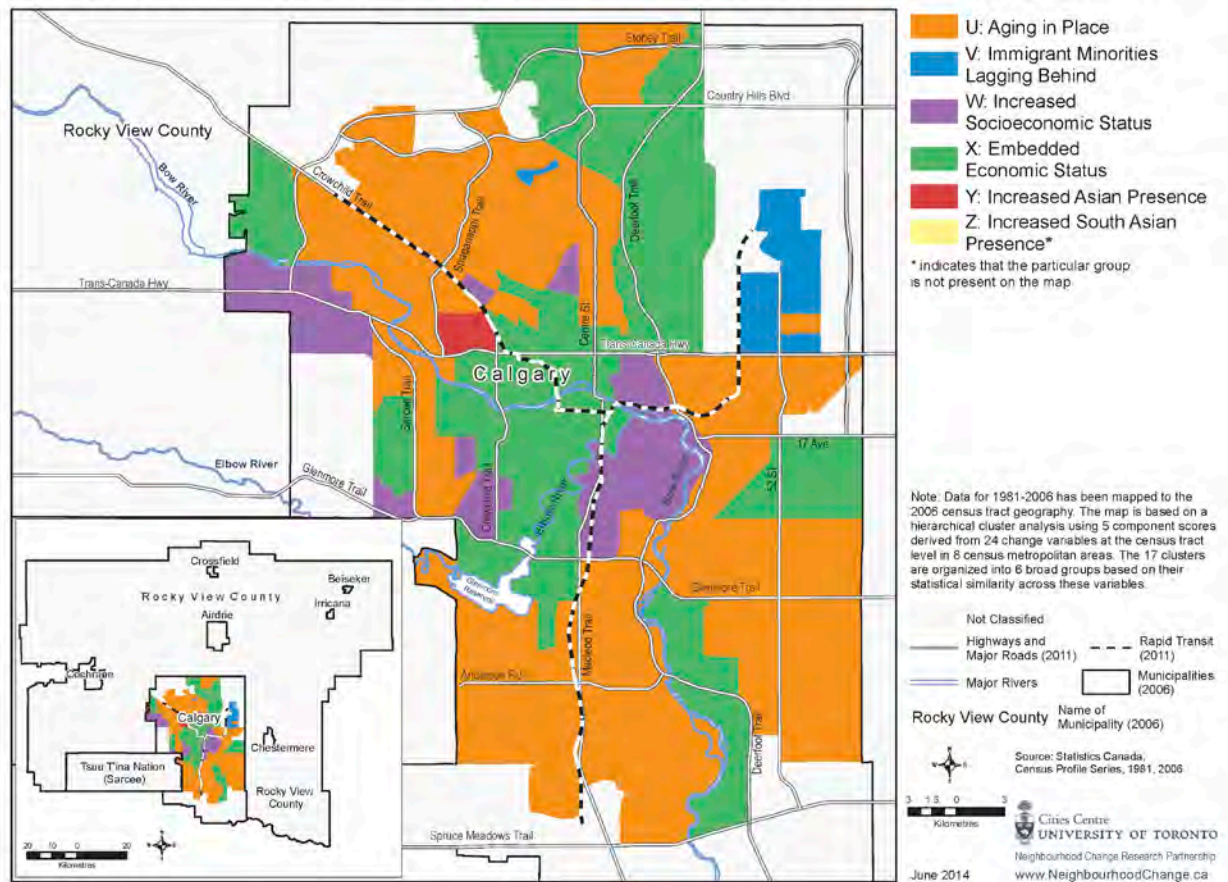 U: Aging in Place
V: Immigrant Minorities
Lagging Behind
W: Increased
Socioeconomic Status
X: Embedded
Economic Status
Y: Increased Asian Presence
Z: Increased South Asian
Presence*
* indicates that the particular group
is not present on the map
Stoney Trail
Country Hills Blvd
Rocky View County
Bow River
Crowchild Trail
Shaganappi Trail
Deerfoot Trail
Centre St
Trans-Canada Hwy
Trans-Canada Hwy
Calgary
Sarcee Trail
17 Ave
52 St
Bow River
Elbow River
Glenmore Trail
Crowchild Trail
Elbow River
Glenmore
Reservoir
Glenmore Trail
Macleod Trail
Anderson Rd
Deerfoot Trail
Spruce Meadows Trail
Crossfield
Beiseker
Rocky View County
Irricana
Airdrie
Cochrane
Calgary
Chestermere
Tsuu T'ina Nation
(Sarcee)
Rocky View
County
20 10 0 20
Kilometres
Note: Data for 1981-2006 has been mapped to the
2006 census tract geography. The map is based on a
hierarchical cluster analysis using 5 component scores
derived from 24 change variables at the census tract
level in 8 census metropolitan areas. The 17 clusters
are organized into 6 broad groups based on their
statistical similarity across these variables.
Not Classified
Highways and
Major Roads (2011)
Rapid Transit
(2011)
Major Rivers
Municipalities
(2006)
Rocky View County
Name of
Municipality (2006)
Source: Statistics Canada,
Census Profile Series, 1981, 2006
3 1.5 0 3
Kilometres
Cities Centre
UNIVERSITY OF TORONTO
Neighbourhood Change Research Partnership
June 2014
www.NeighbourhoodChange.ca